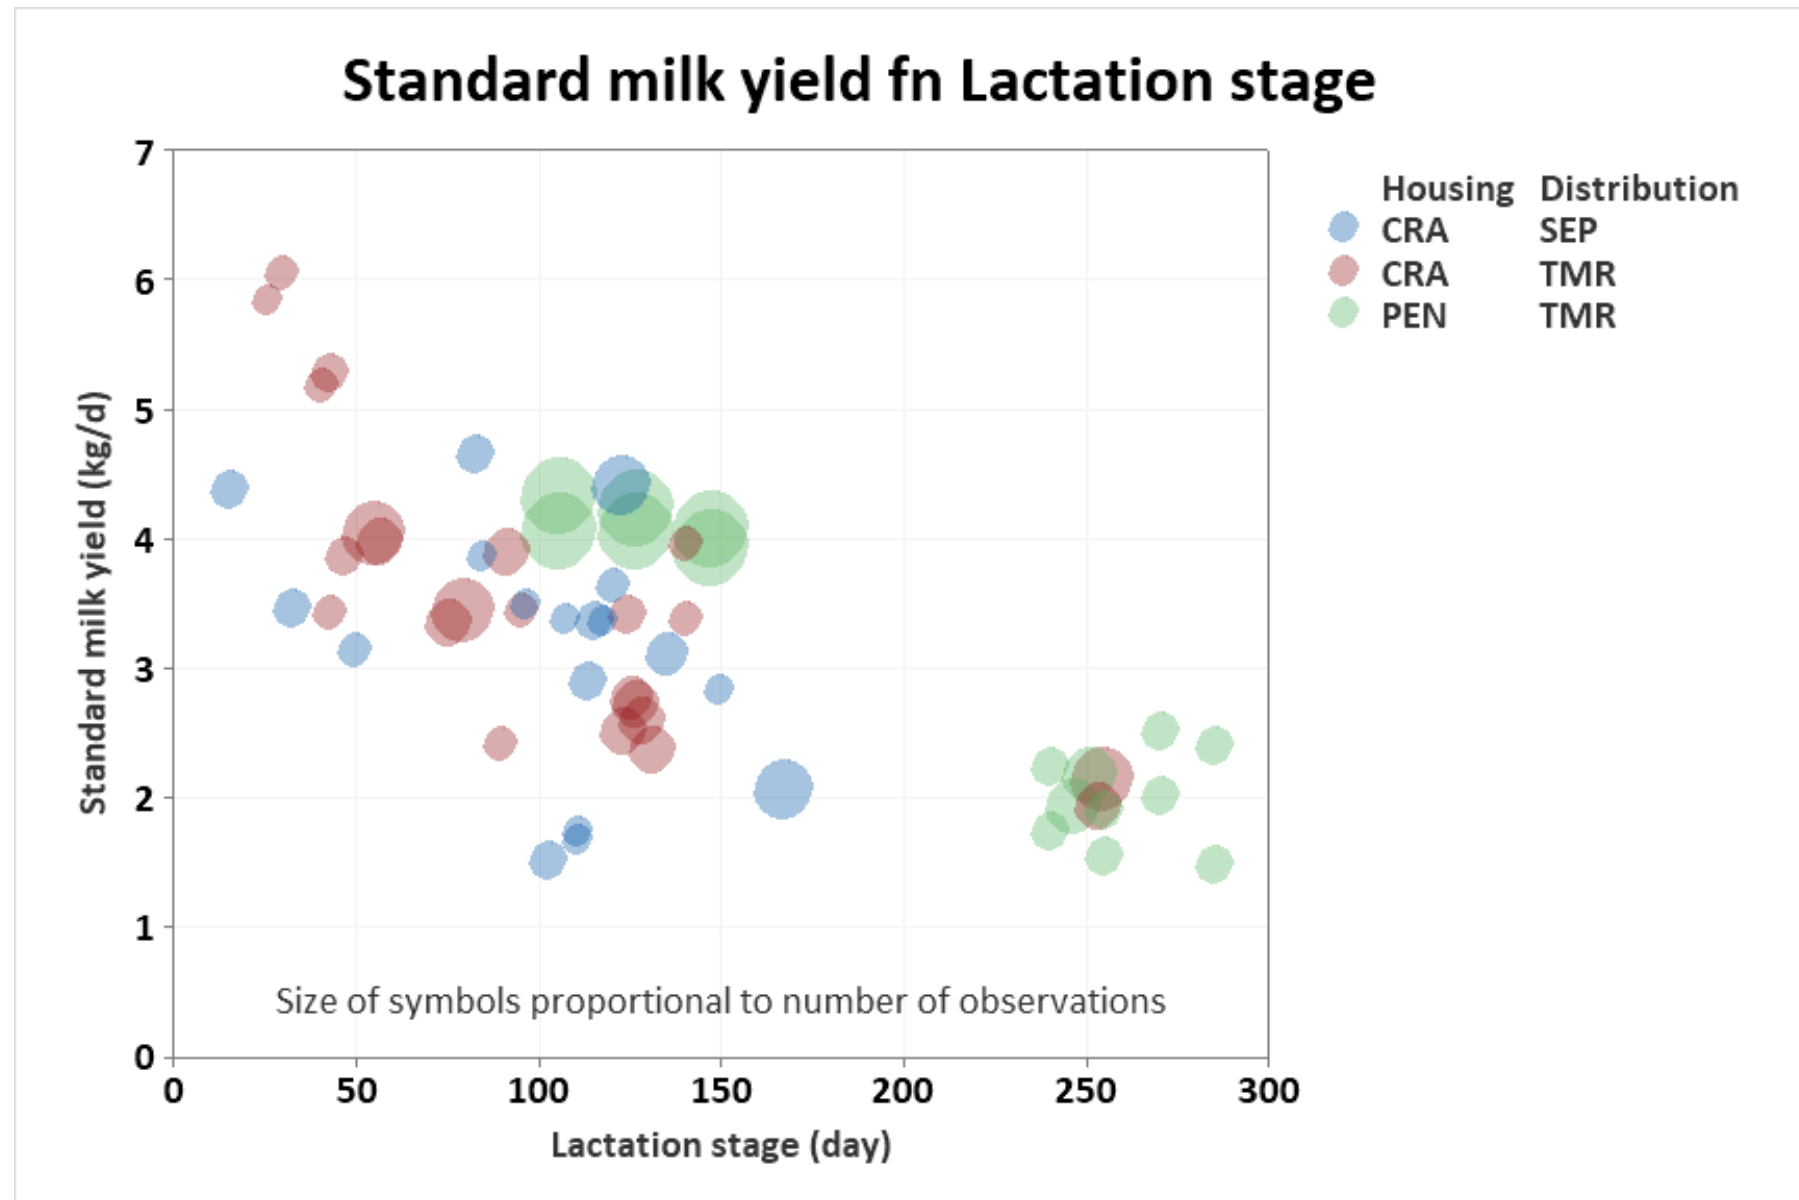 Standard milk yield fn Lactation stage
Housing Distribution
CRA SEP
CRA TMR
PEN TMR
Standard milk yield (kg/d)
7
6
5
4
3
2
1
0
Size of symbols proportional to number of observations
0 50 100 150 200 250 300
Lactation stage (day)